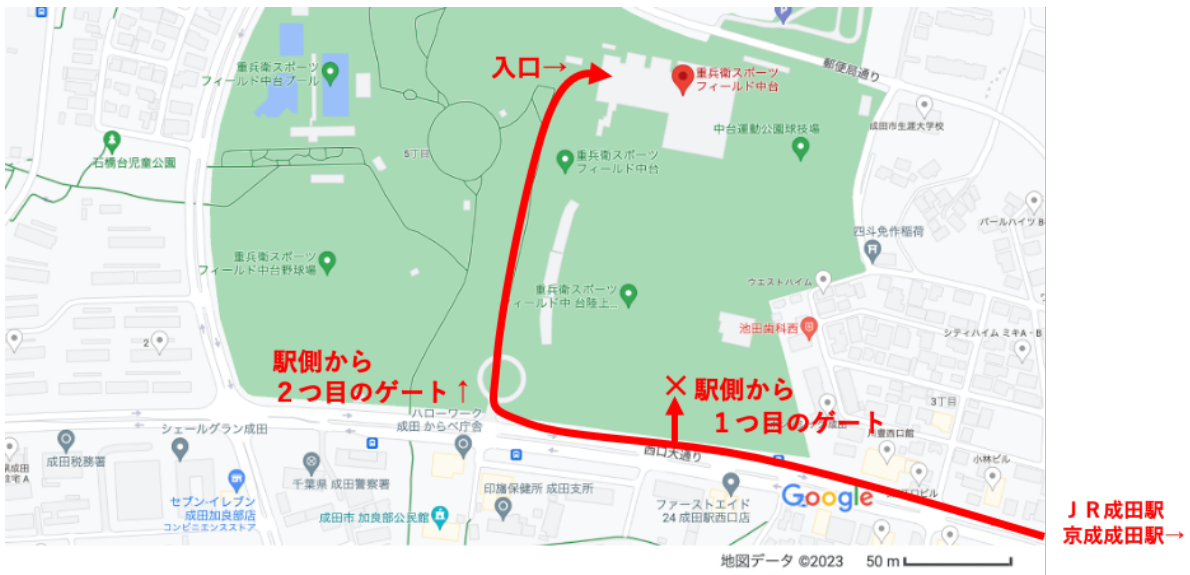 入口→
重兵衛スポーツ
フィールド中台
郵便局通り
重兵衛スポーツ
フィールド中台プール
成田市生涯大学校
中台運動公園球技場
石橋台児童公園
5丁目
重兵衛スポーツ
フィールド中台
パールハイツ B
四斗免作稲荷
重兵衛スポーツ
フィールド中台野球場
ウエストハイム
重兵衛スポーツ
フィールド中 台陸上...
池田歯科西
シティハイム ミキA・B
2
駅側から
2つ目のゲート↑
×駅側から
1つ目のゲート
3丁目
ハローワーク
成田 からべ庁舎
シェールグラン成田
川豊西口館
西口大通り
成田税務署
小林ビル
千葉県 成田警察署
印旛保健所 成田支所
セブン-イレブン
成田加良部店
コンビニエンスストア
成田市 加良部公民館
ファーストエイド
24 成田駅西口店
Google
JR成田駅
京成成田駅→
地図データ ©2023 50 m